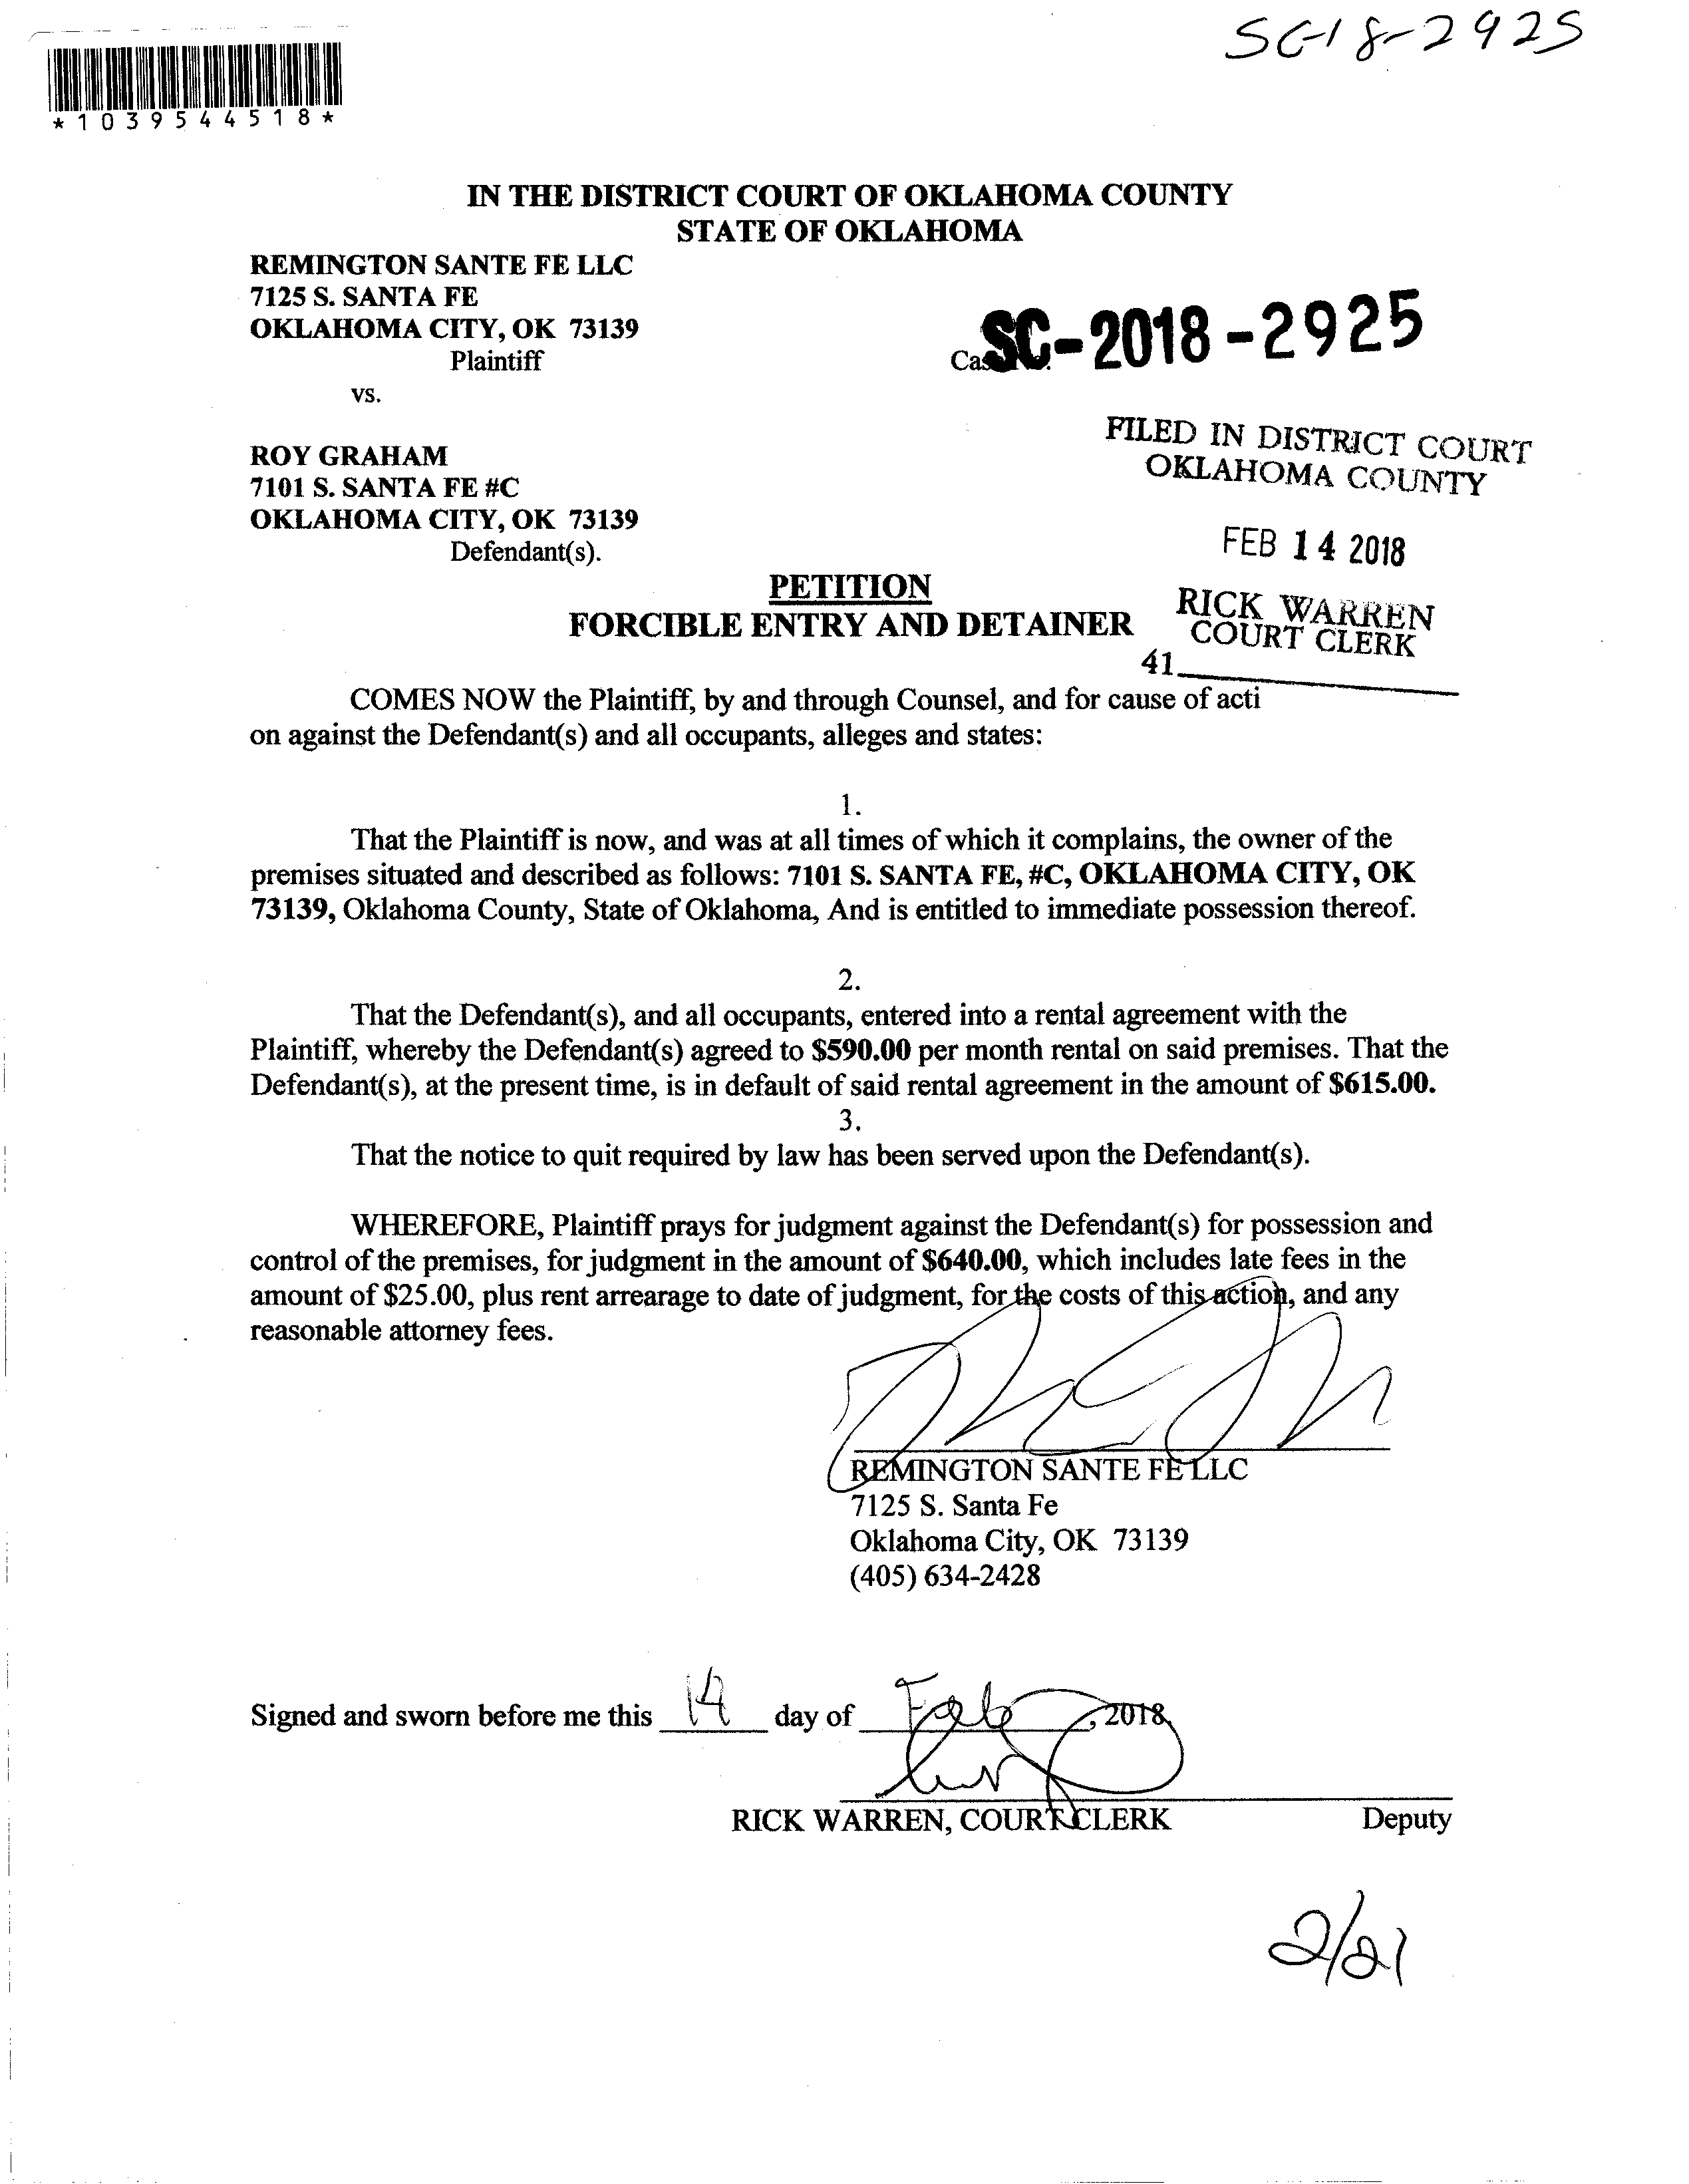 SC-18-2925
*1039544518*
IN THE DISTRICT COURT OF OKLAHOMA COUNTY
STATE OF OKLAHOMA
REMINGTON SANTE FE LLC
7125 S. SANTA FE
OKLAHOMA CITY, OK 73139
Plaintiff
SC-2018-2925
vs.
ROY GRAHAM
7101 S. SANTA FE #C
OKLAHOMA CITY, OK 73139
Defendant(s).
FILED IN DISTRICT COURT
OKLAHOMA COUNTY
FEB 14 2018
RICK WARREN
COURT CLERK
41
PETITION
FORCIBLE ENTRY AND DETAINER
COMES NOW the Plaintiff, by and through Counsel, and for cause of acti
on against the Defendant(s) and all occupants, alleges and states:
1.
That the Plaintiff is now, and was at all times of which it complains, the owner of the
premises situated and described as follows: 7101 S. SANTA FE, #C, OKLAHOMA CITY, OK
73139, Oklahoma County, State of Oklahoma, And is entitled to immediate possession thereof.
2.
That the Defendant(s), and all occupants, entered into a rental agreement with the
Plaintiff, whereby the Defendant(s) agreed to $590.00 per month rental on said premises. That the
Defendant(s), at the present time, is in default of said rental agreement in the amount of $615.00.
3.
That the notice to quit required by law has been served upon the Defendant(s).
WHEREFORE, Plaintiff prays for judgment against the Defendant(s) for possession and
control of the premises, for judgment in the amount of $640.00, which includes late fees in the
amount of $25.00, plus rent arrearage to date of judgment, for the costs of this action, and any
reasonable attorney fees.
REMINGTON SANTE FE LLC
7125 S. Santa Fe
Oklahoma City, OK 73139
(405) 634-2428
Signed and sworn before me this 14 day of Feb, 2018.
RICK WARREN, COURT CLERK Deputy
2/21